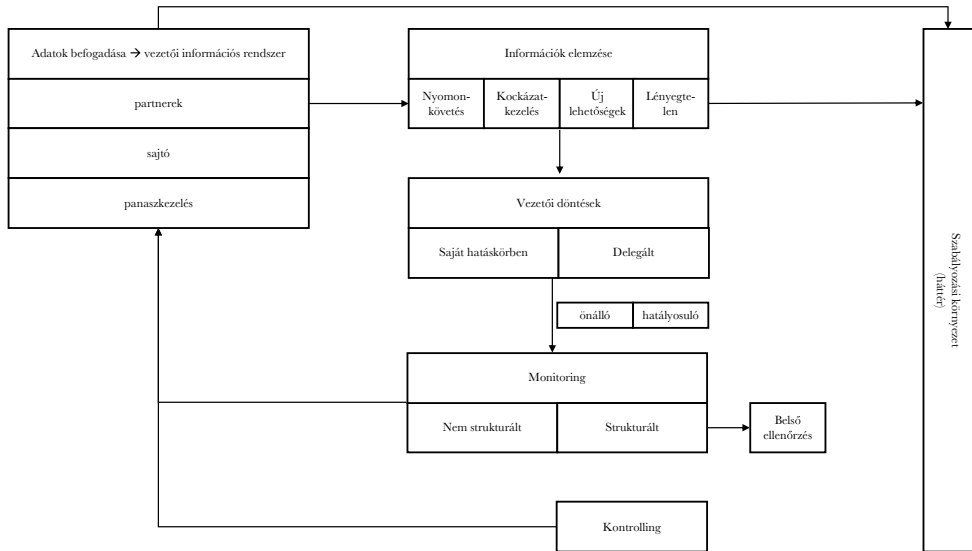 Adatok befogadása → vezetői információs rendszer
partnerek
sajtó
panaszkezelés
Információk elemzése
Nyomon-
követés
Kockázat-
kezelés
Új
lehetőségek
Lényegte-
len
Vezetői döntések
Saját hatáskörben
Delegált
önálló
hatályosuló
Monitoring
Nem strukturált
Strukturált
Belső
ellenőrzés
Kontrolling
Szabályozási környezet
(háttér)